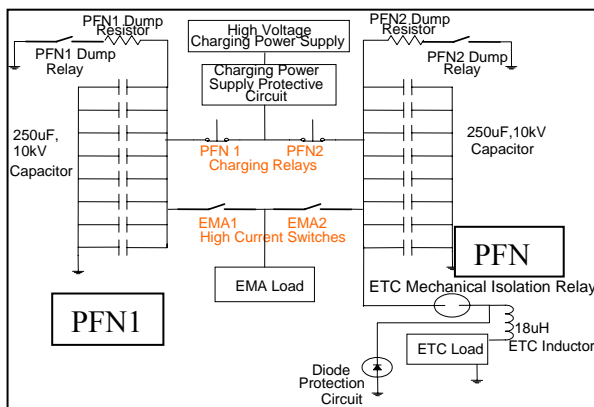 PFN1 Dump
Resistor
PFN1 Dump
Relay
High Voltage
Charging Power Supply
Charging Power
Supply Protective
Circuit
PFN2 Dump
Resistor
PFN2 Dump
Relay
250uF,
10kV
Capacitor
250uF,10kV
Capacitor
PFN 1
PFN2
Charging Relays
EMA1
EMA2
High Current Switches
EMA Load
PFN1
PFN
ETC Mechanical Isolation Relay
18uH
ETC Inductor
ETC Load
Diode
Protection
Circuit